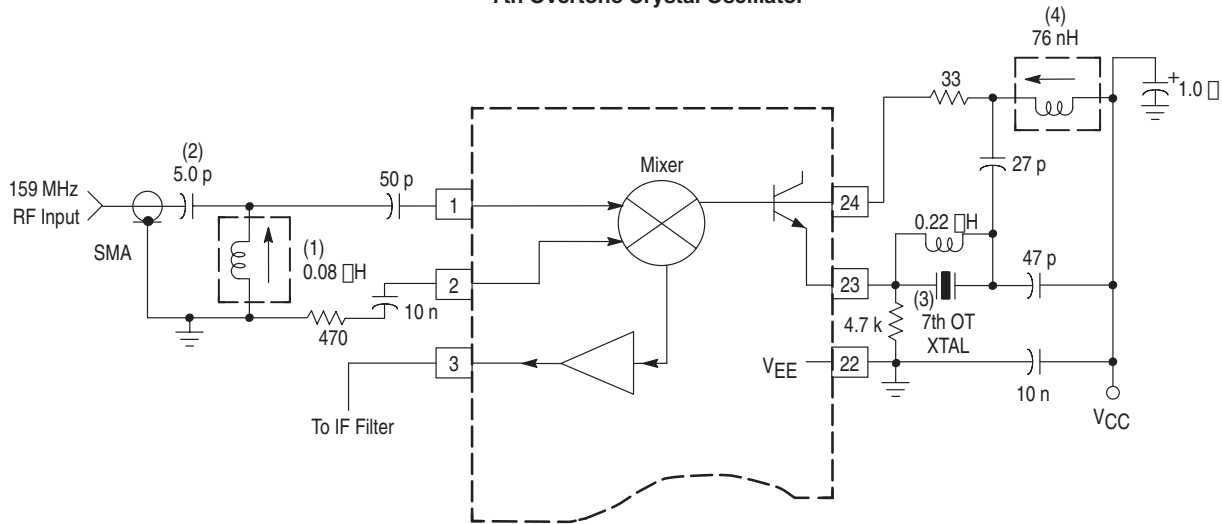 7th Overtone Crystal Oscillator
(4)
76 nH
33
+
1.0 □
(2)
5.0 p
159 MHz
RF Input
SMA
50 p
1
Mixer
24
27 p
(1)
0.08 □H
0.22 □H
2
10 n
470
23
47 p
(3)
7th OT
XTAL
4.7 k
3
VEE
22
10 n
VCC
To IF Filter